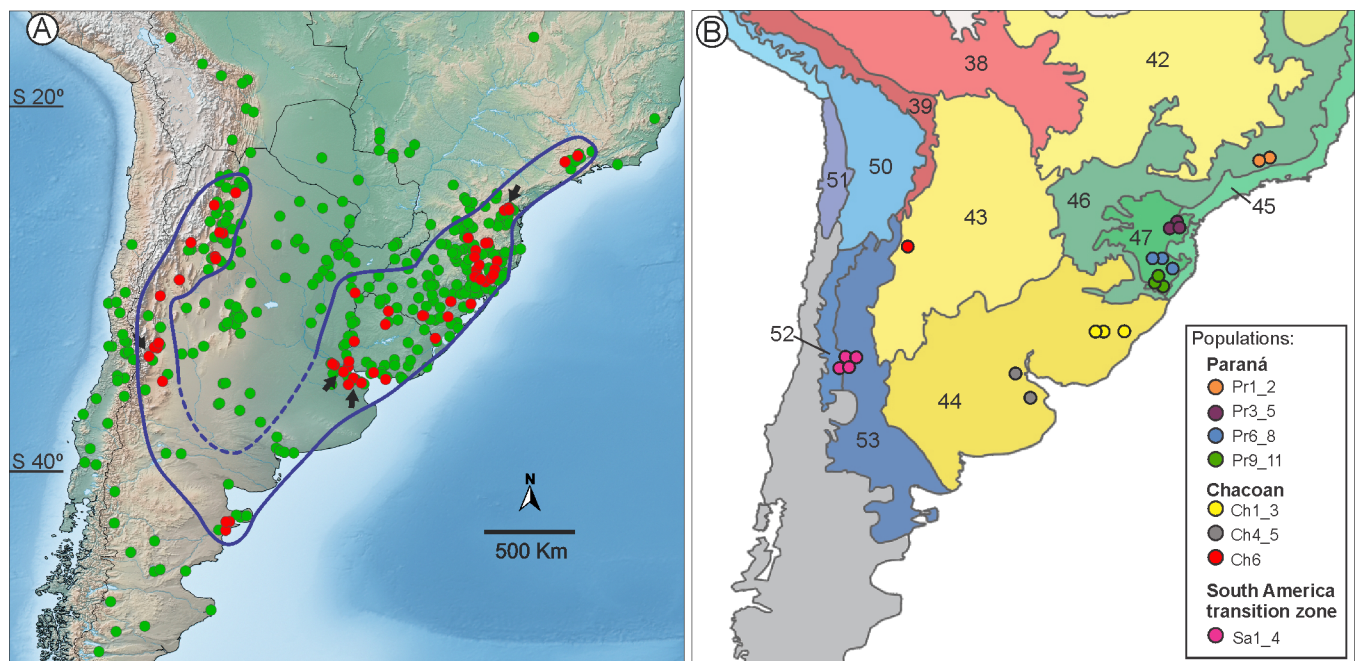 A
S 20º
S 40º
N
500 Km
B
38
42
39
50
51
43
46
45
47
52
44
53
Populations:
Paraná
Pr1_2
Pr3_5
Pr6_8
Pr9_11
Chacoan
Ch1_3
Ch4_5
Ch6
South America
transition zone
Sa1_4